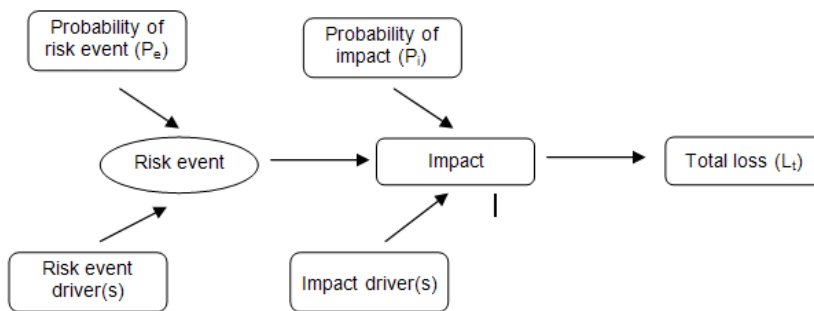 Probability of
risk event (Pₑ)
Probability of
impact (Pᵢ)
Risk event
Impact
Total loss (Lₜ)
Risk event
driver(s)
Impact driver(s)